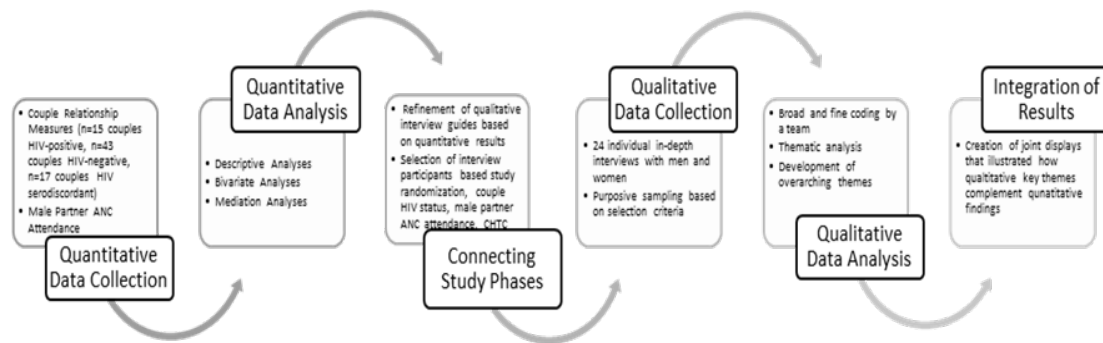 • Couple Relationship
Measures (n=15 couples
HIV-positive, n=43
couples HIV-negative,
n=17 couples HIV
serodiscordant)
• Male Partner ANC
Attendance
Quantitative
Data Collection
Quantitative
Data Analysis
• Descriptive Analyses
• Bivariate Analyses
• Mediation Analyses
• Refinement of qualitative
interview guides based
on quantitative results
• Selection of interview
participants based study
randomization, couple
HIV status, male partner
ANC attendance, CHTC
Connecting
Study Phases
Qualitative
Data Collection
• 24 individual in-depth
interviews with men and
women
• Purposive sampling based
on selection criteria
• Broad and fine coding by
a team
• Thematic analysis
• Development of
overarching themes
Qualitative
Data Analysis
Integration of
Results
• Creation of joint displays
that illustrated how
qualtitative key themes
complement qunatitative
findings